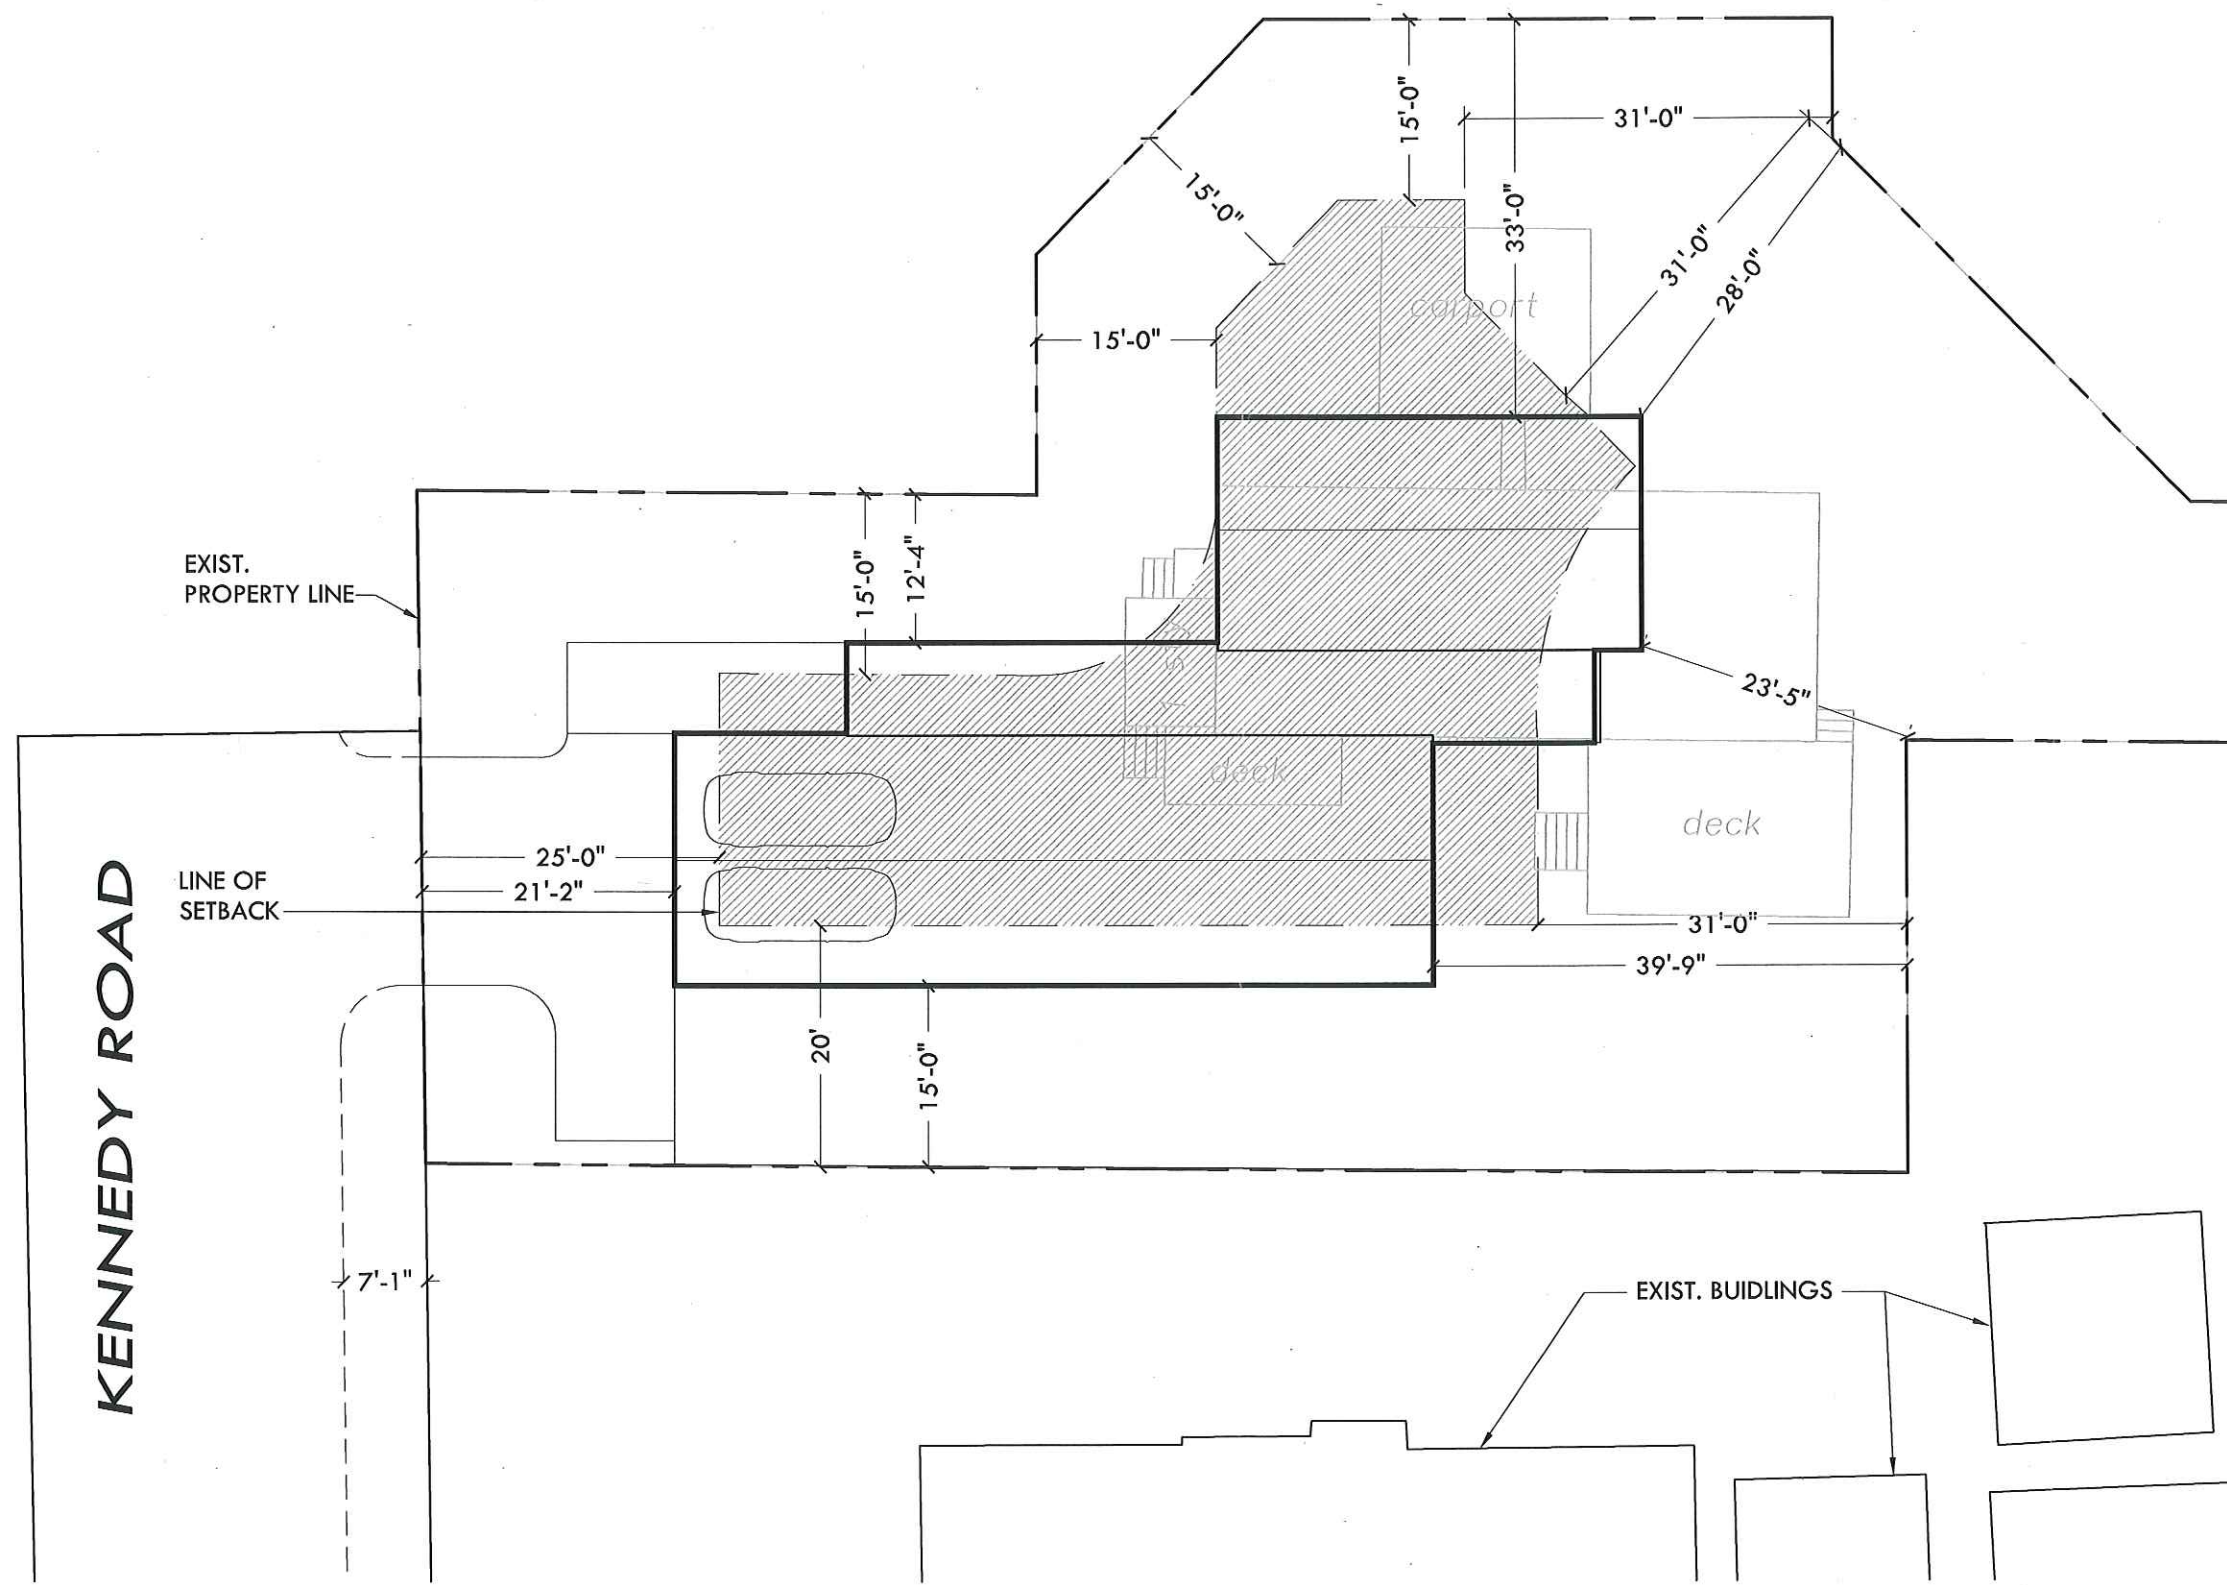 15'-0"
33'-0"
31'-0"
15'-0"
31'-0"
28'-0"
carport
15'-0"
15'-0"
12'-4"
EXIST.
PROPERTY LINE
23'-5"
deck
deck
25'-0"
21'-2"
LINE OF
SETBACK
31'-0"
39'-9"
20'
15'-0"
KENNEDY ROAD
7'-1"
EXIST. BUIDLINGS